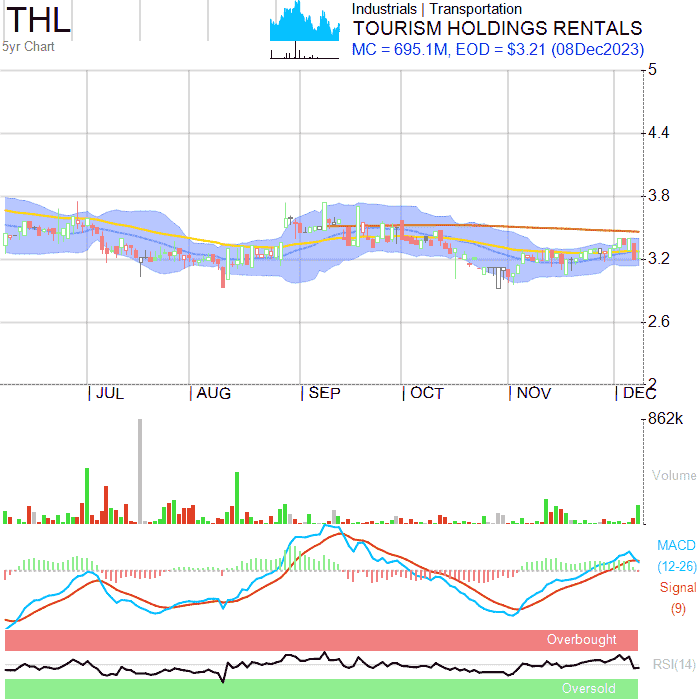 THL
5yr Chart
Industrials | Transportation
TOURISM HOLDINGS RENTALS
MC = 695.1M, EOD = $3.21 (08Dec2023)
5
4.4
3.8
3.2
2.6
2
JUL AUG SEP OCT NOV DEC
862k
Volume
MACD
(12-26)
Signal
(9)
Overbought
RSI(14)
Oversold